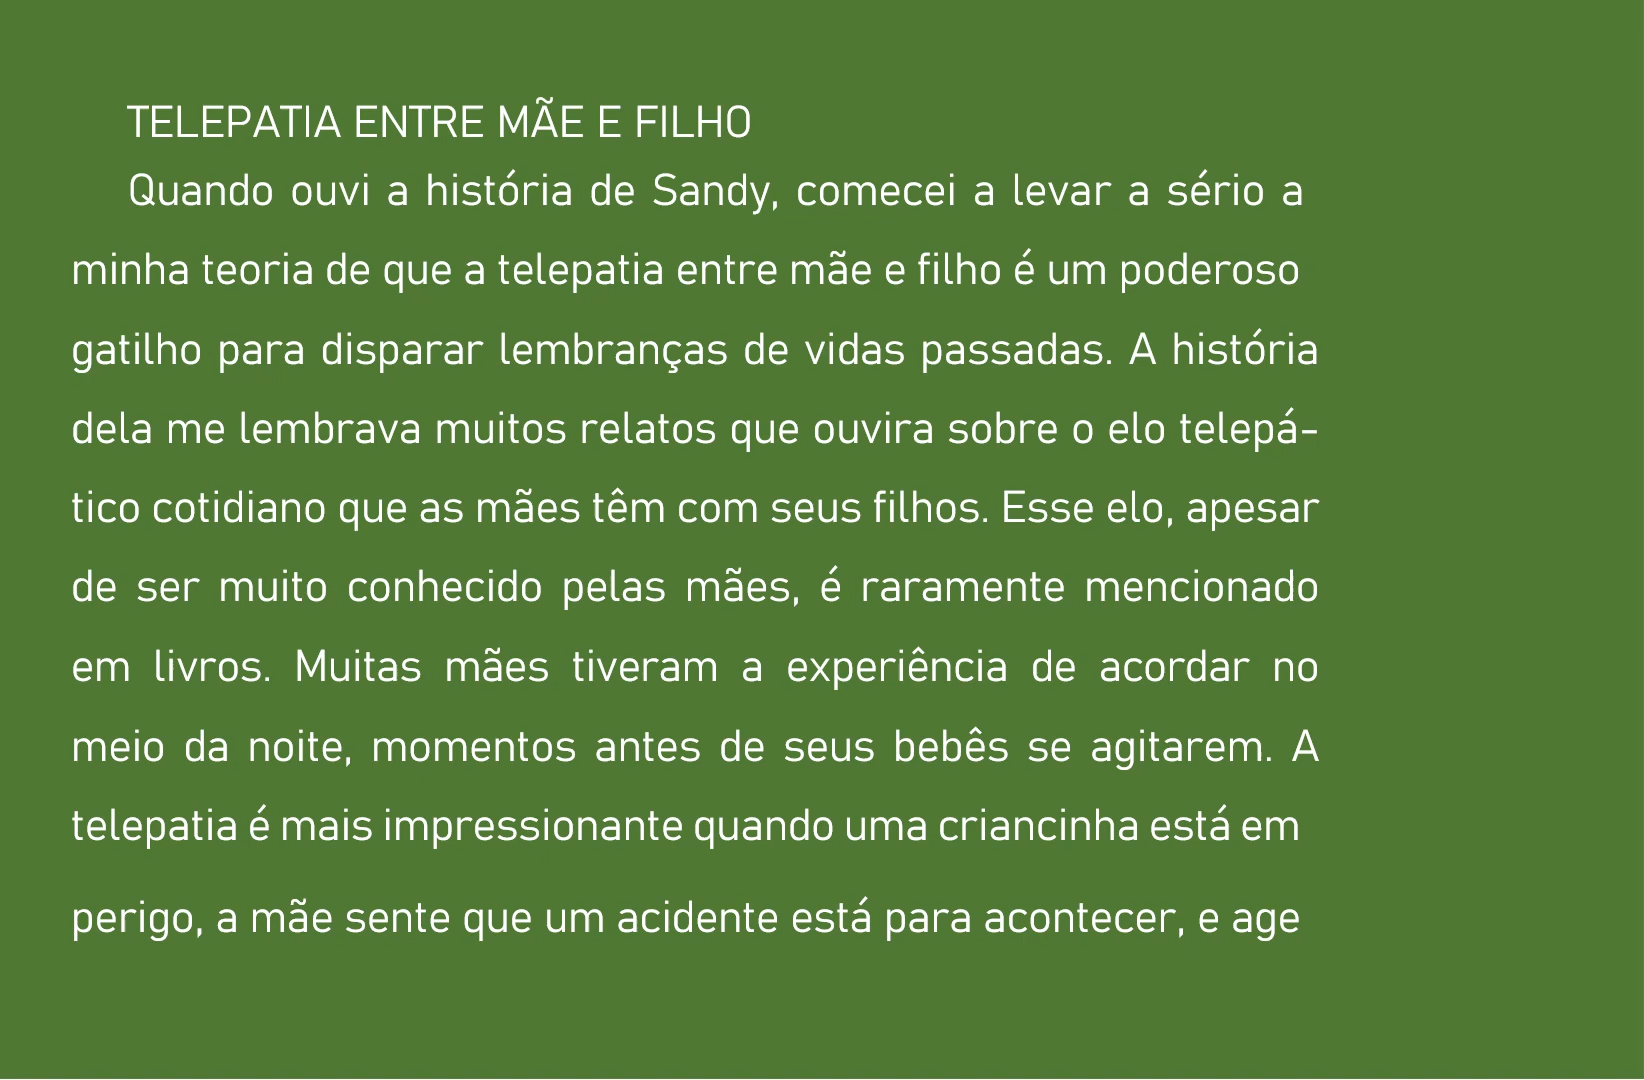 TELEPATIA ENTRE MÃE E FILHO
Quando ouvi a história de Sandy, comecei a levar a sério a
minha teoria de que a telepatia entre mãe e filho é um poderoso
gatilho para disparar lembranças de vidas passadas. A história
dela me lembrava muitos relatos que ouvira sobre o elo telepá-
tico cotidiano que as mães têm com seus filhos. Esse elo, apesar
de ser muito conhecido pelas mães, é raramente mencionado
em livros. Muitas mães tiveram a experiência de acordar no
meio da noite, momentos antes de seus bebês se agitarem. A
telepatia é mais impressionante quando uma criancinha está em
perigo, a mãe sente que um acidente está para acontecer, e age